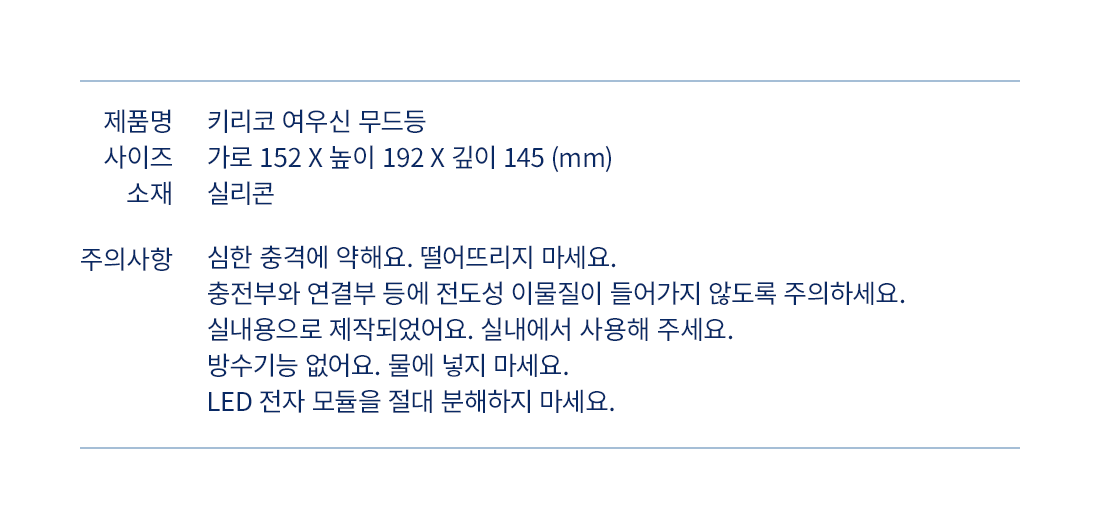 제품명 키리코 여우신 무드등
사이즈 가로 152 X 높이 192 X 깊이 145 (mm)
소재 실리콘
주의사항 심한 충격에 약해요. 떨어뜨리지 마세요.
충전부와 연결부 등에 전도성 이물질이 들어가지 않도록 주의하세요.
실내용으로 제작되었어요. 실내에서 사용해 주세요.
방수기능 없어요. 물에 넣지 마세요.
LED 전자 모듈을 절대 분해하지 마세요.